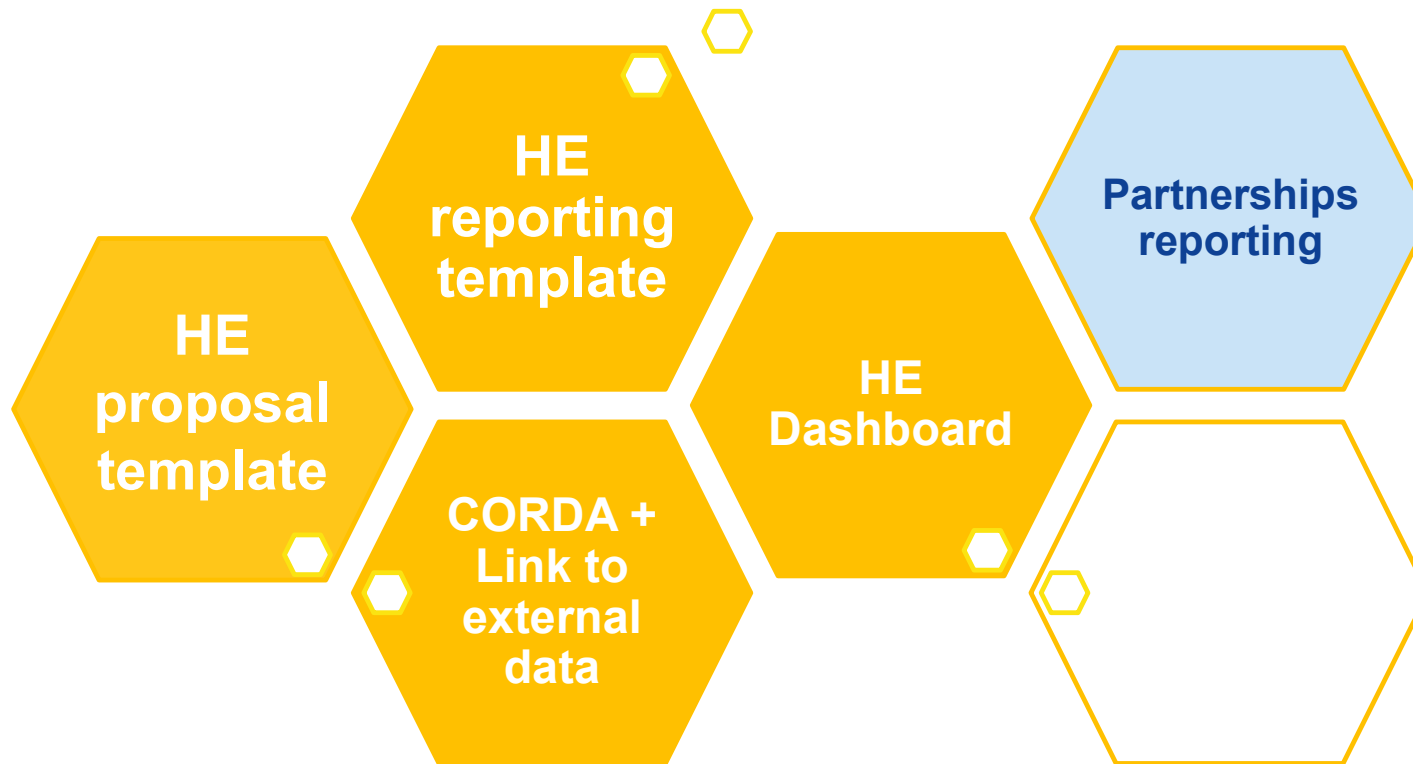 HE
proposal
template
HE
reporting
template
CORDA +
Link to
external
data
HE
Dashboard
Partnerships
reporting